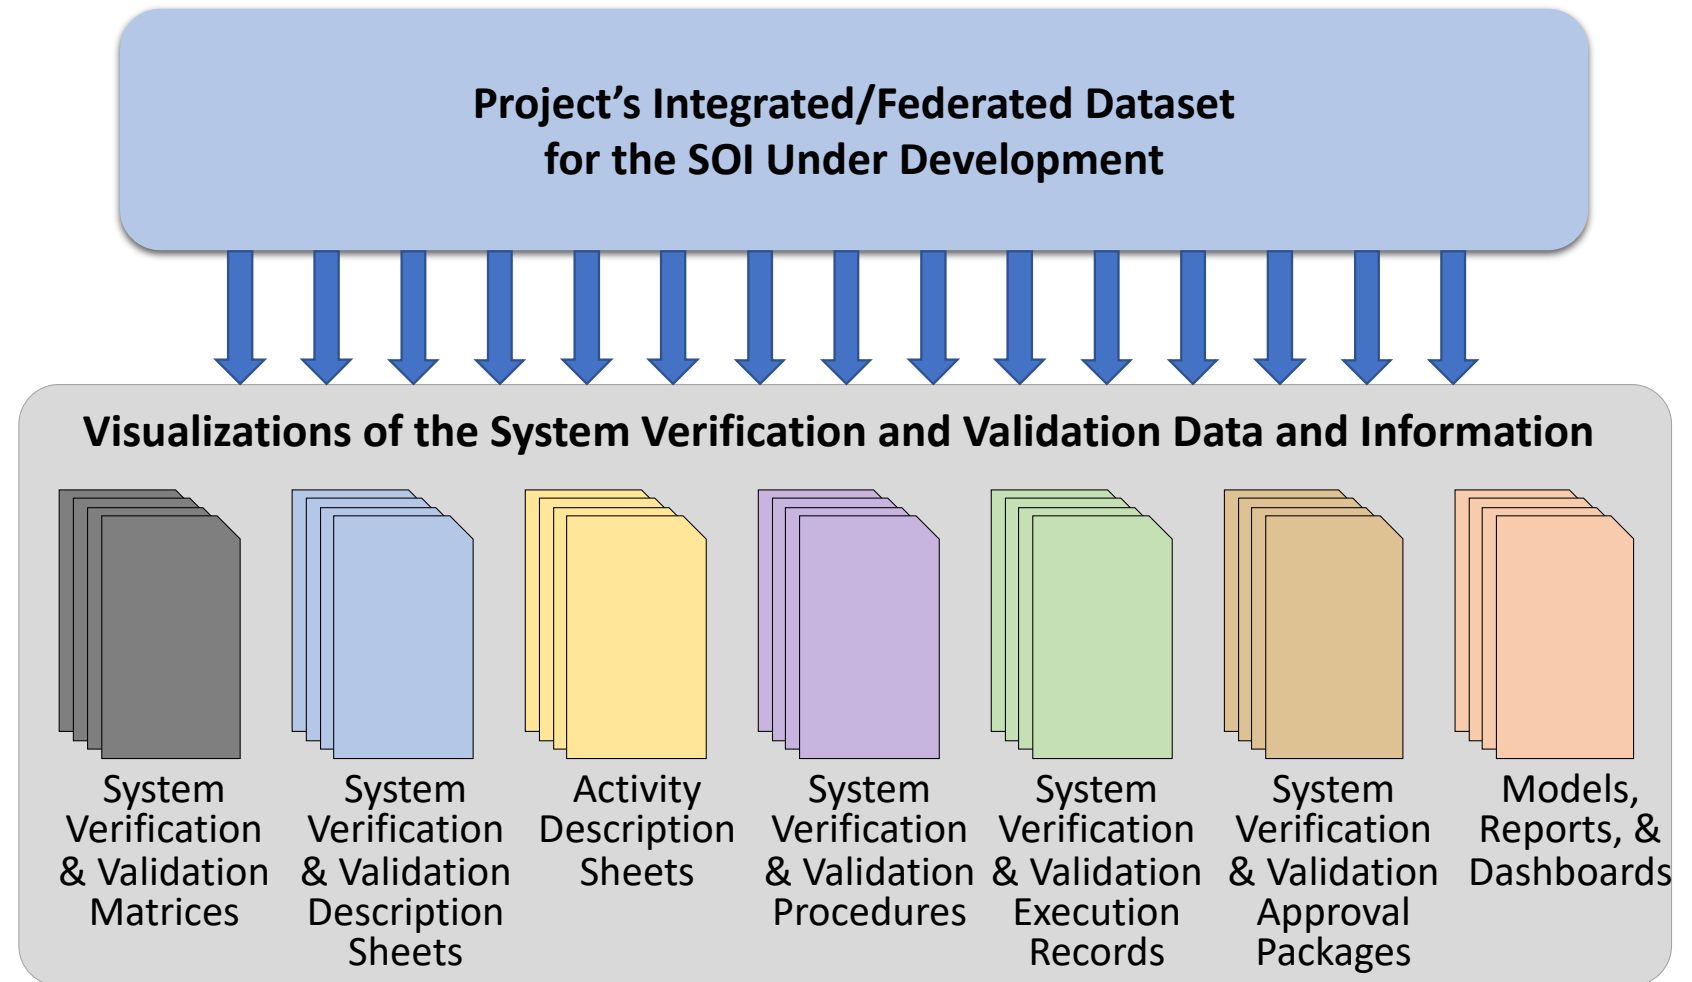 Project’s Integrated/Federated Dataset
for the SOI Under Development
Visualizations of the System Verification and Validation Data and Information
System
Verification
& Validation
Matrices
System
Verification
& Validation
Description
Sheets
Activity
Description
Sheets
System
Verification
& Validation
Procedures
System
Verification
& Validation
Execution
Records
System
Verification
& Validation
Approval
Packages
Models,
Reports, &
Dashboards